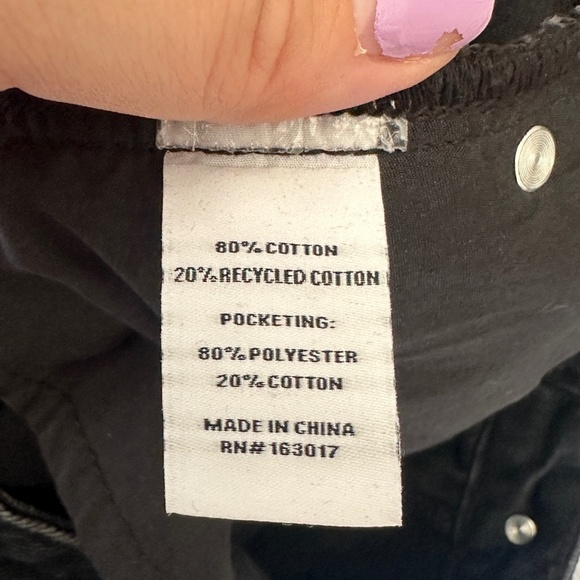 80% COTTON
20% RECYCLED COTTON
POCKETING:
80% POLYESTER
20% COTTON
MADE IN CHINA
RN# 163017